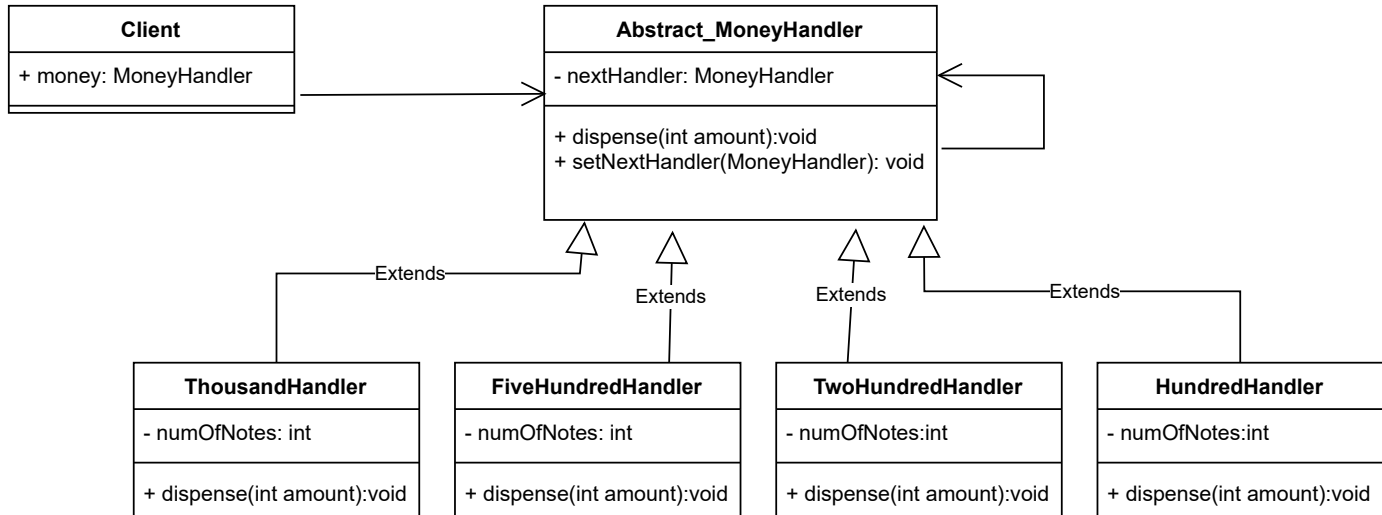 Client
+ money: MoneyHandler
Abstract_MoneyHandler
- nextHandler: MoneyHandler
+ dispense(int amount):void
+ setNextHandler(MoneyHandler): void
Extends
Extends
Extends
Extends
ThousandHandler
- numOfNotes: int
+ dispense(int amount):void
FiveHundredHandler
- numOfNotes: int
+ dispense(int amount):void
TwoHundredHandler
- numOfNotes:int
+ dispense(int amount):void
HundredHandler
- numOfNotes:int
+ dispense(int amount):void